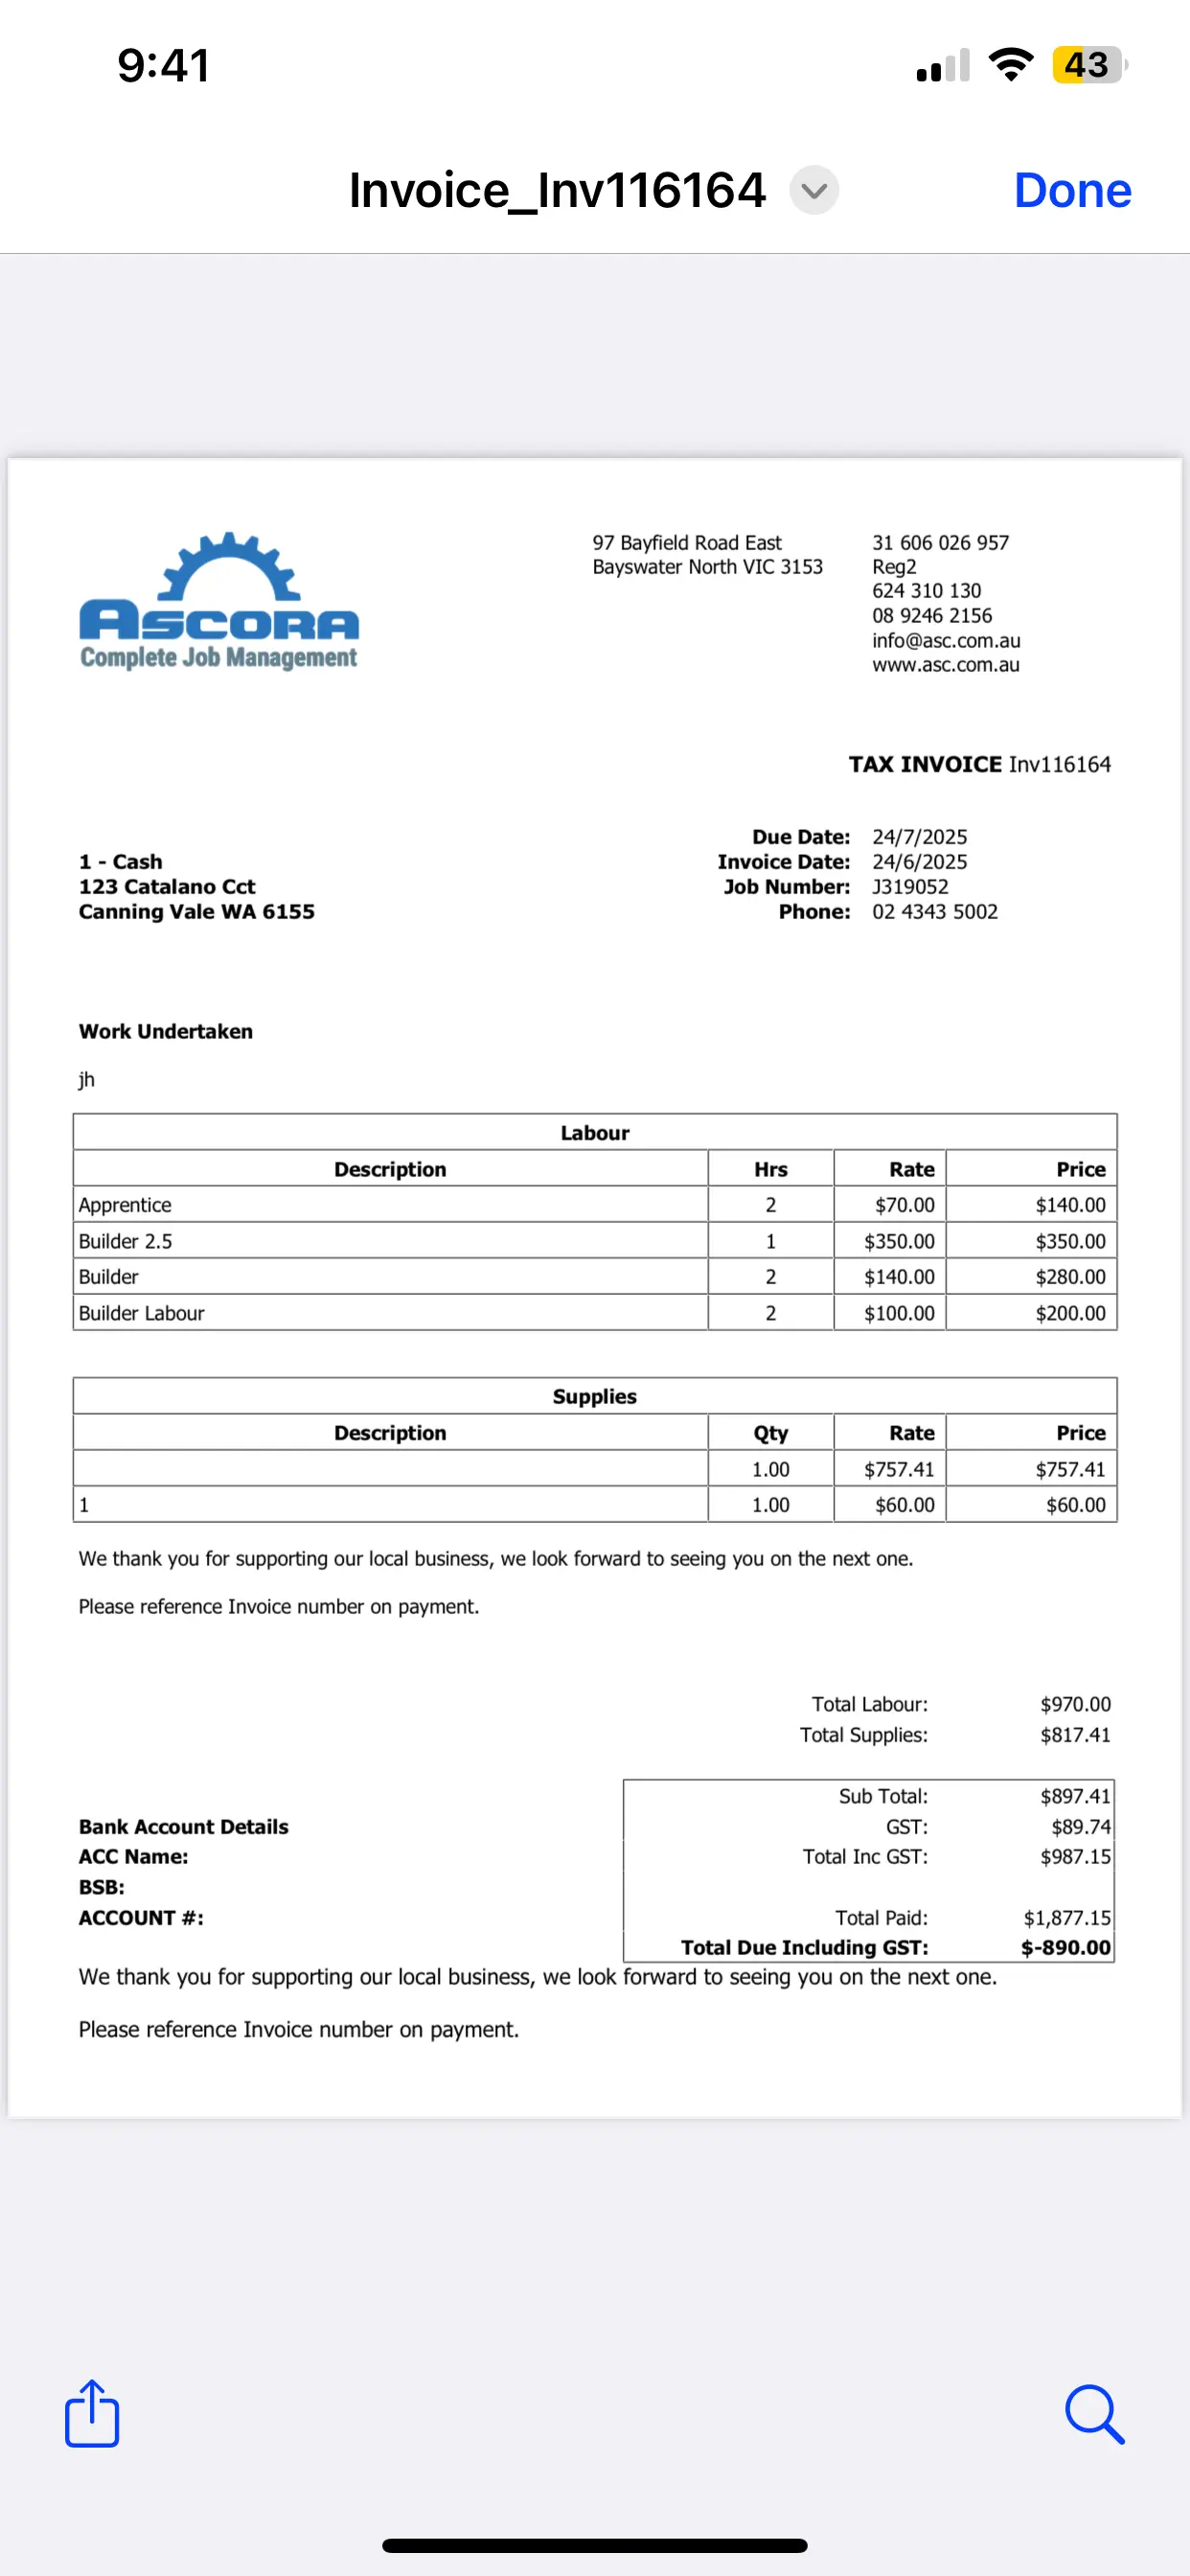 9:41
43
Invoice_Inv116164
Done
ASCORA
Complete Job Management
97 Bayfield Road East
Bayswater North VIC 3153
31 606 026 957
Reg2
624 310 130
08 9246 2156
info@asc.com.au
www.asc.com.au
TAX INVOICE Inv116164
1 - Cash
123 Catalano Cct
Canning Vale WA 6155
Due Date: 24/7/2025
Invoice Date: 24/6/2025
Job Number: J319052
Phone: 02 4343 5002
Work Undertaken
jh
Labour
Description Hrs Rate Price
Apprentice 2 $70.00 $140.00
Builder 2.5 1 $350.00 $350.00
Builder 2 $140.00 $280.00
Builder Labour 2 $100.00 $200.00
Supplies
Description Qty Rate Price
1.00 $757.41 $757.41
1 1.00 $60.00 $60.00
We thank you for supporting our local business, we look forward to seeing you on the next one.
Please reference Invoice number on payment.
Total Labour: $970.00
Total Supplies: $817.41
Sub Total: $897.41
GST: $89.74
Total Inc GST: $987.15
Total Paid: $1,877.15
Total Due Including GST: $-890.00
Bank Account Details
ACC Name:
BSB:
ACCOUNT #:
We thank you for supporting our local business, we look forward to seeing you on the next one.
Please reference Invoice number on payment.